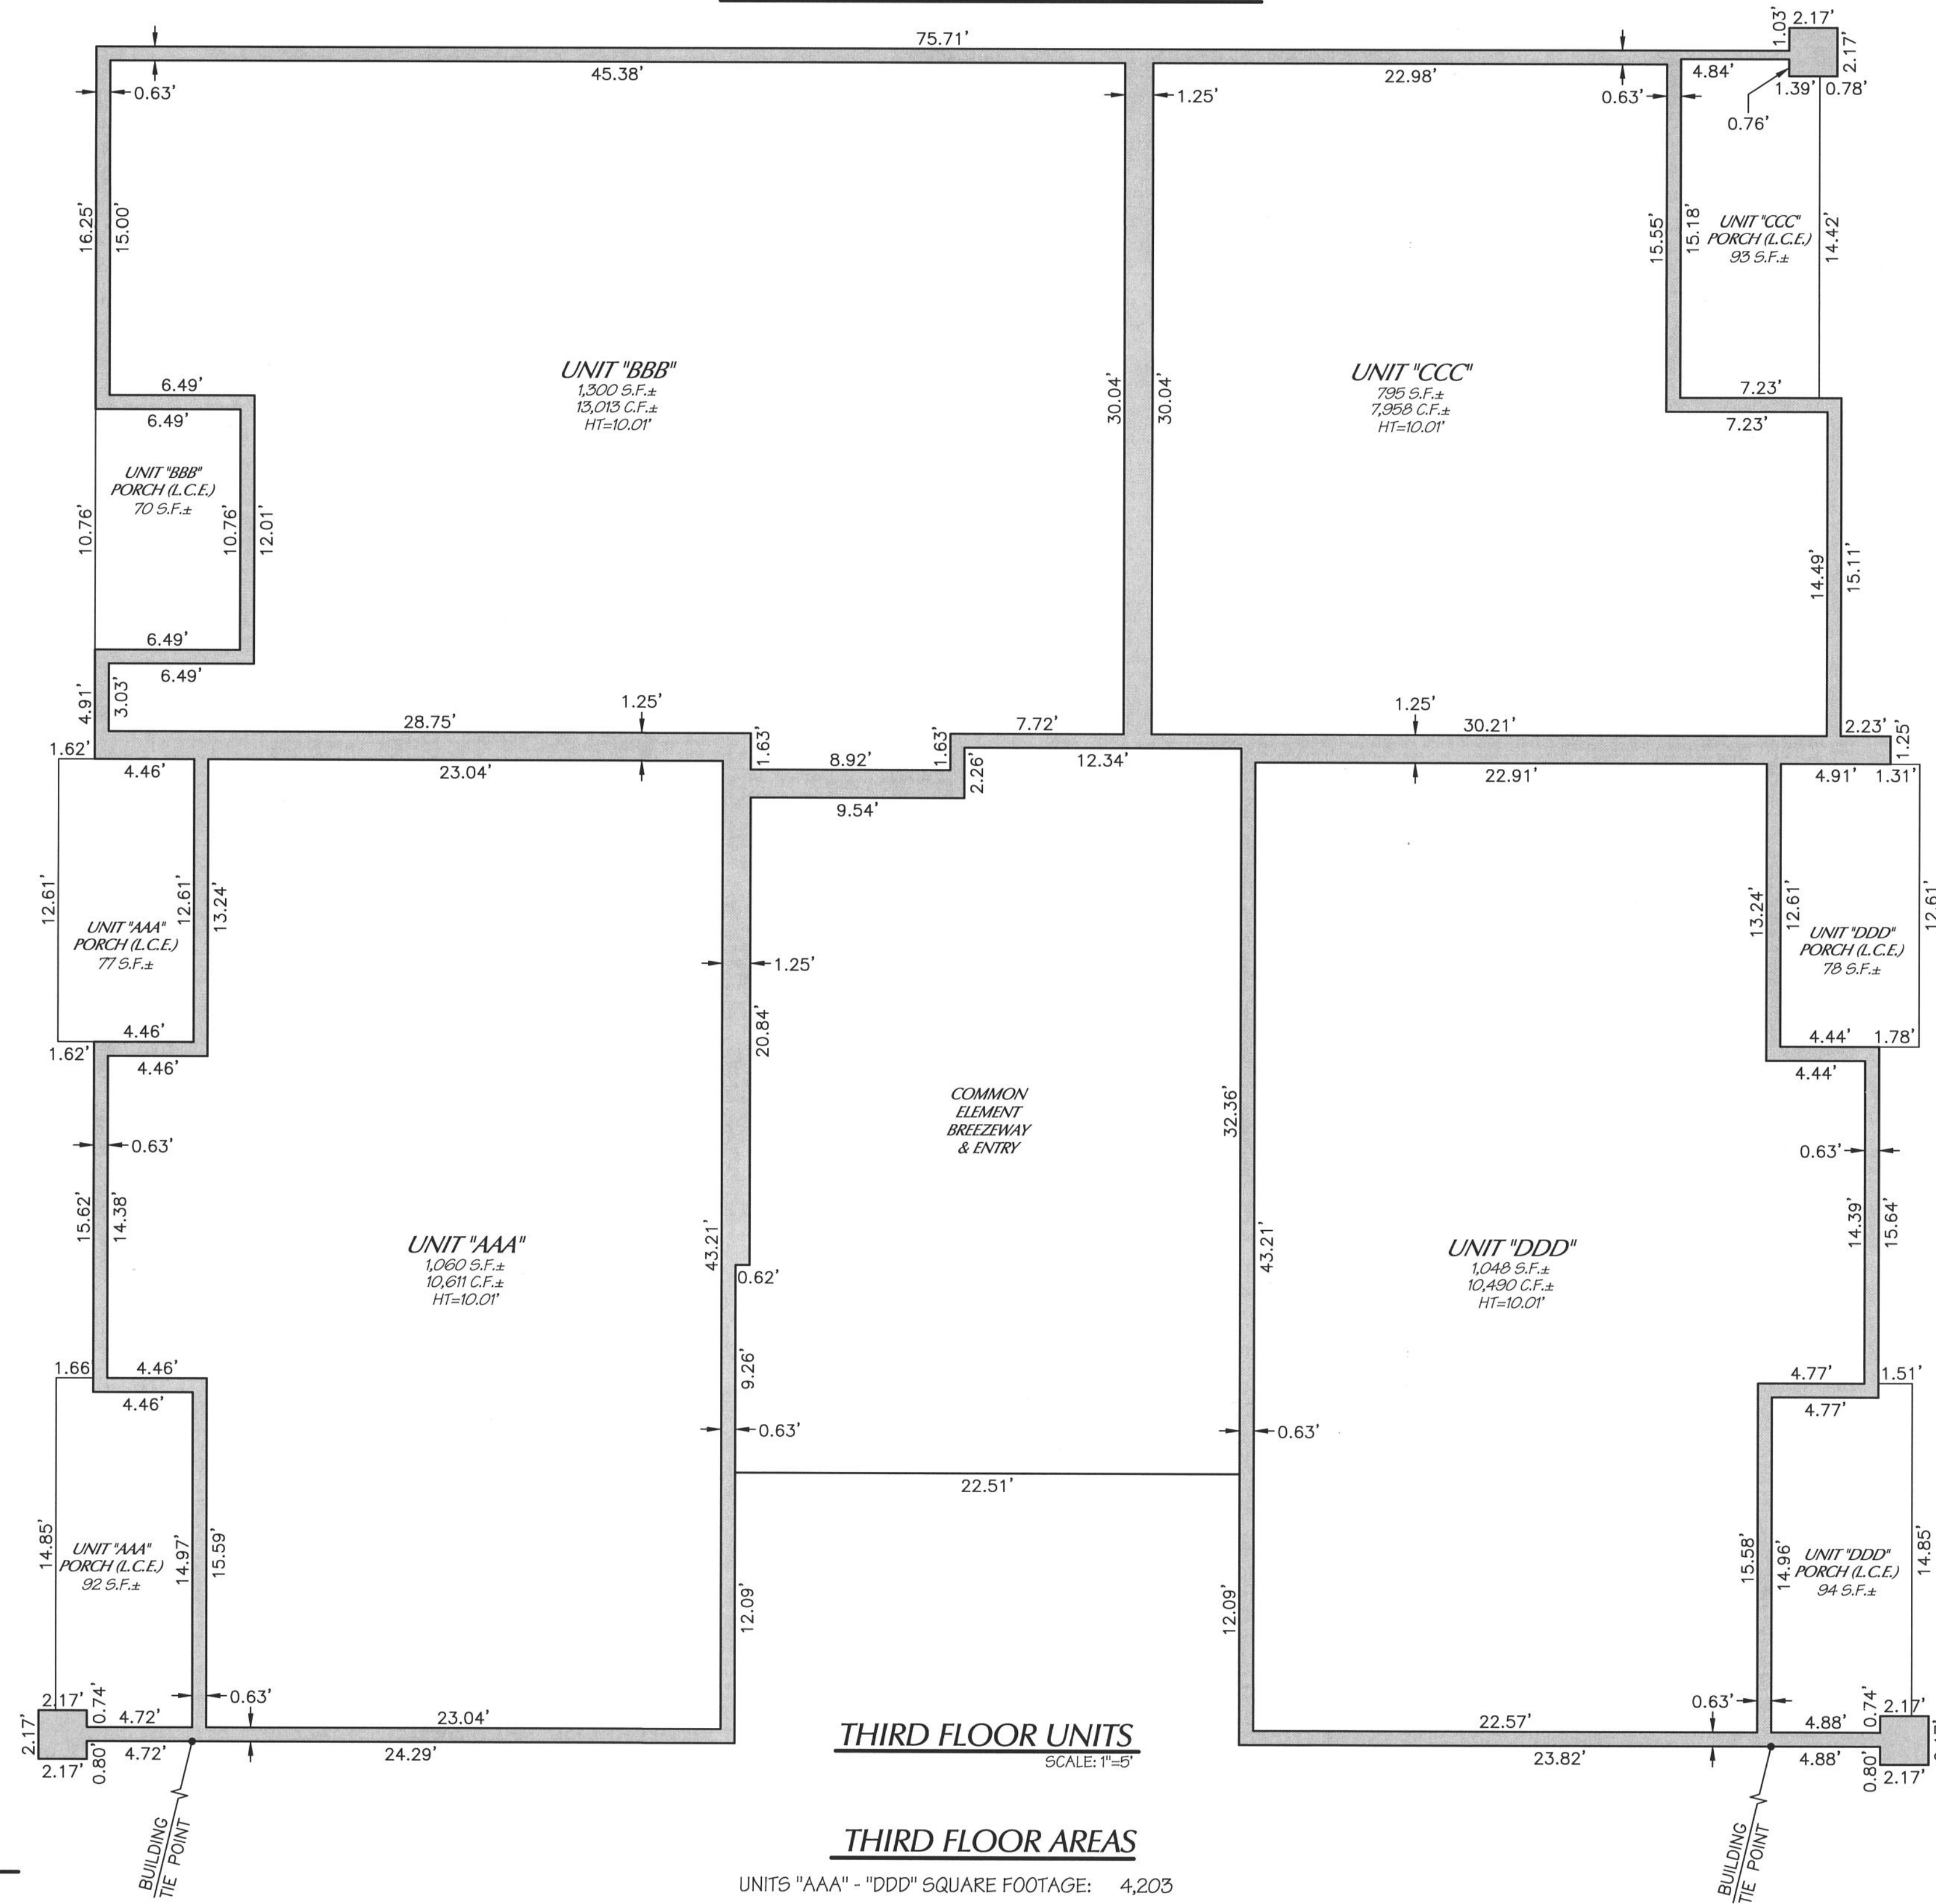 75.71'
1.03'
2.17'
2.17'
45.38'
22.98'
4.84'
0.63'
1.25'
0.63'
1.39'
0.78'
0.76'
16.25'
15.00'
15.55'
15.18'
14.42'
UNIT "CCC"
PORCH (L.C.E.)
93 S.F.±
UNIT "BBB"
1,300 S.F.±
13,013 C.F.±
HT=10.01'
UNIT "CCC"
795 S.F.±
7,958 C.F.±
HT=10.01'
30.04'
30.04'
6.49'
6.49'
7.23'
7.23'
UNIT "BBB"
PORCH (L.C.E.)
70 S.F.±
10.76'
10.76'
12.01'
14.49'
15.11'
6.49'
6.49'
4.91'
3.03'
28.75'
1.25'
1.63'
8.92'
1.63'
7.72'
1.25'
30.21'
2.23'
1.25'
1.62'
4.46'
23.04'
9.54'
2.26'
12.34'
22.91'
4.91'
1.31'
12.61'
12.61'
13.24'
UNIT "AAA"
PORCH (L.C.E.)
77 S.F.±
1.25'
20.84'
13.24'
12.61'
UNIT "DDD"
PORCH (L.C.E.)
78 S.F.±
12.61'
4.46'
1.62'
4.46'
4.44'
1.78'
4.44'
COMMON
ELEMENT
BREEZEWAY
& ENTRY
32.36'
0.63'
0.63'
15.62'
14.38'
43.21'
43.21'
14.39'
15.64'
UNIT "AAA"
1,060 S.F.±
10,611 C.F.±
HT=10.01'
0.62'
UNIT "DDD"
1,048 S.F.±
10,490 C.F.±
HT=10.01'
9.26'
1.66'
4.46'
4.46'
4.77'
1.51'
4.77'
0.63'
0.63'
22.51'
14.85'
UNIT "AAA"
PORCH (L.C.E.)
92 S.F.±
14.97'
15.59'
12.09'
12.09'
15.58'
14.96'
UNIT "DDD"
PORCH (L.C.E.)
94 S.F.±
14.85'
2.17'
0.74'
4.72'
0.63'
23.04'
2.17'
2.17'
0.80'
4.72'
24.29'
0.63'
22.57'
4.88'
0.74'
2.17'
23.82'
4.88'
0.80'
2.17'
THIRD FLOOR UNITS
SCALE: 1"=5'
BUILDING
TIE POINT
BUILDING
TIE POINT
THIRD FLOOR AREAS
UNITS "AAA" - "DDD" SQUARE FOOTAGE: 4,203